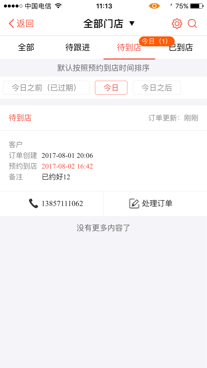 中国电信 11:13 75%
返回 全部门店 ▼
全部 待跟进 待到店 今日（1） 已到店
默认按照预约到店时间排序
今日之前（已过期） 今日 今日之后
待到店 订单更新：刚刚
客户
订单创建 2017-08-01 20:06
预约到店 2017-08-02 16:42
备注 已约好12
13857111062 处理订单
没有更多内容了